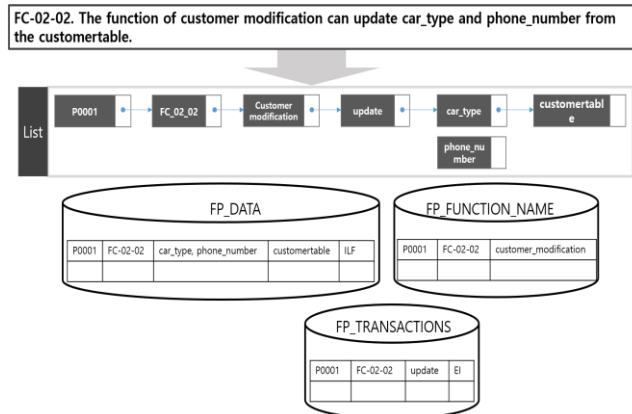 FC-02-02. The function of customer modification can update car_type and phone_number from
the customertable.
List
P0001
FC_02_02
Customer
modification
update
car_type
customertabl
e
phone_nu
mber
FP_DATA
P0001 FC-02-02 car_type, phone_number customertable ILF
FP_FUNCTION_NAME
P0001 FC-02-02 customer_modification
FP_TRANSACTIONS
P0001 FC-02-02 update EI